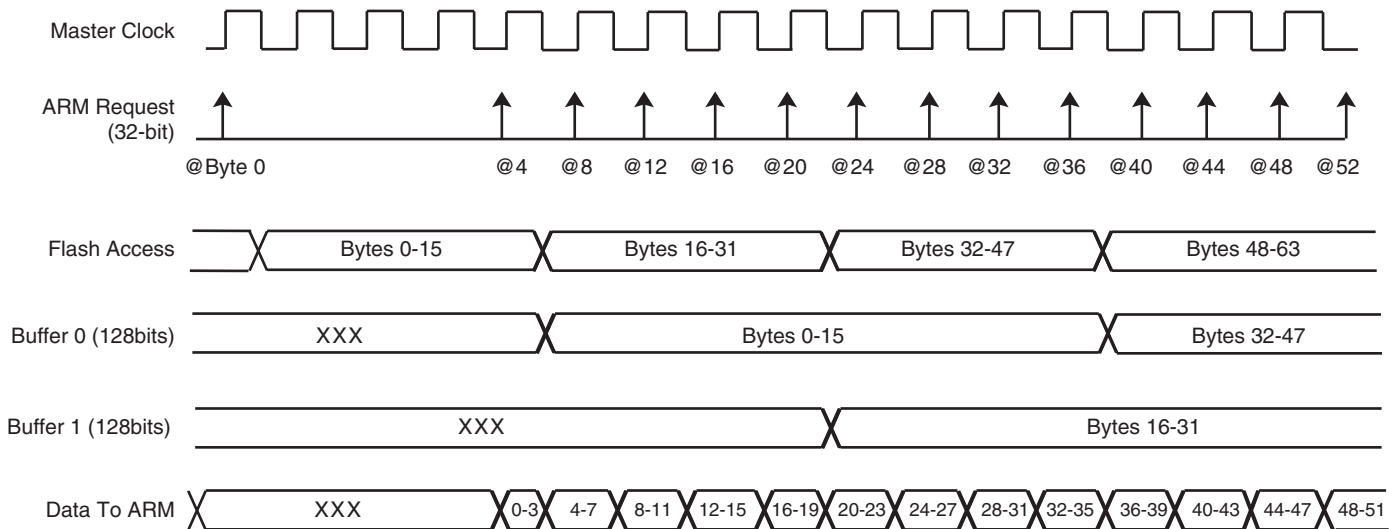 Master Clock
ARM Request
(32-bit)
@Byte 0 @4 @8 @12 @16 @20 @24 @28 @32 @36 @40 @44 @48 @52
Flash Access Bytes 0-15 Bytes 16-31 Bytes 32-47 Bytes 48-63
Buffer 0 (128bits) XXX Bytes 0-15 Bytes 32-47
Buffer 1 (128bits) XXX Bytes 16-31
Data To ARM XXX 0-3 4-7 8-11 12-15 16-19 20-23 24-27 28-31 32-35 36-39 40-43 44-47 48-51